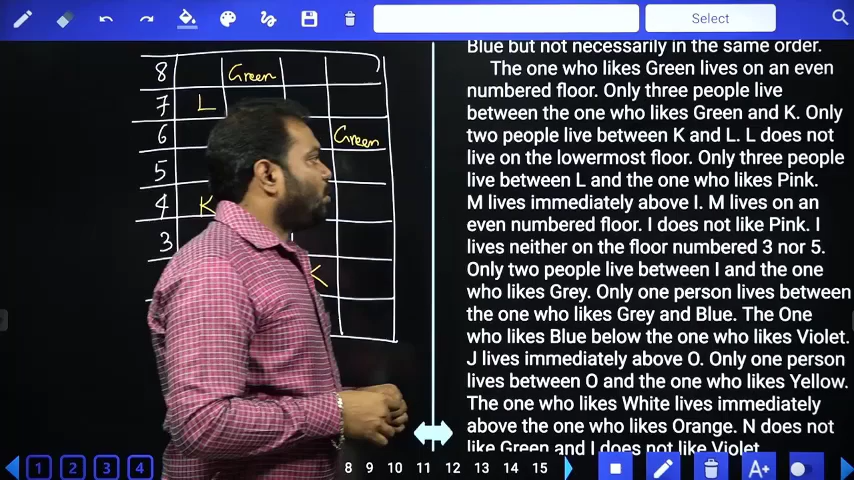 Select
8 Green
7 L
6 Green
5
4 K
3
K
Blue but not necessarily in the same order.
The one who likes Green lives on an even
numbered floor. Only three people live
between the one who likes Green and K. Only
two people live between K and L. L does not
live on the lowermost floor. Only three people
live between L and the one who likes Pink.
M lives immediately above I. M lives on an
even numbered floor. I does not like Pink. I
lives neither on the floor numbered 3 nor 5.
Only two people live between I and the one
who likes Grey. Only one person lives between
the one who likes Grey and Blue. The One
who likes Blue below the one who likes Violet.
J lives immediately above O. Only one person
lives between O and the one who likes Yellow.
The one who likes White lives immediately
above the one who likes Orange. N does not
like Green and I does not like Violet
1 2 3 4 8 9 10 11 12 13 14 15 A+